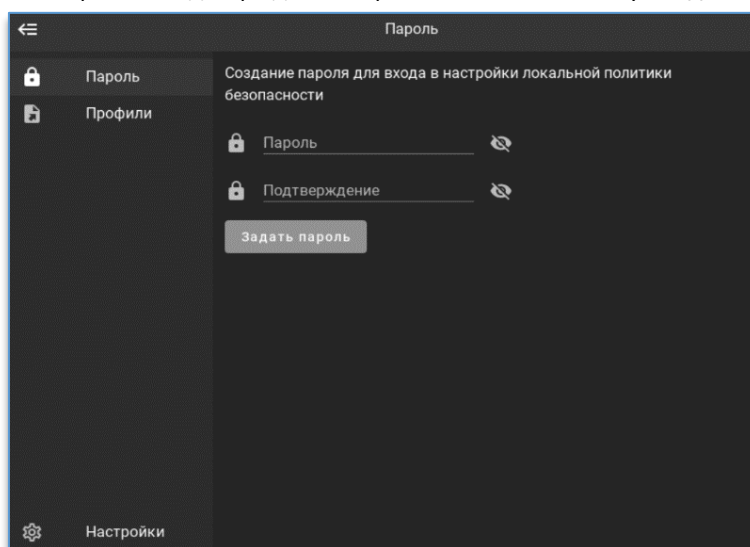 Пароль
Пароль
Профили
Создание пароля для входа в настройки локальной политики
безопасности
Пароль
Подтверждение
Задать пароль
Настройки